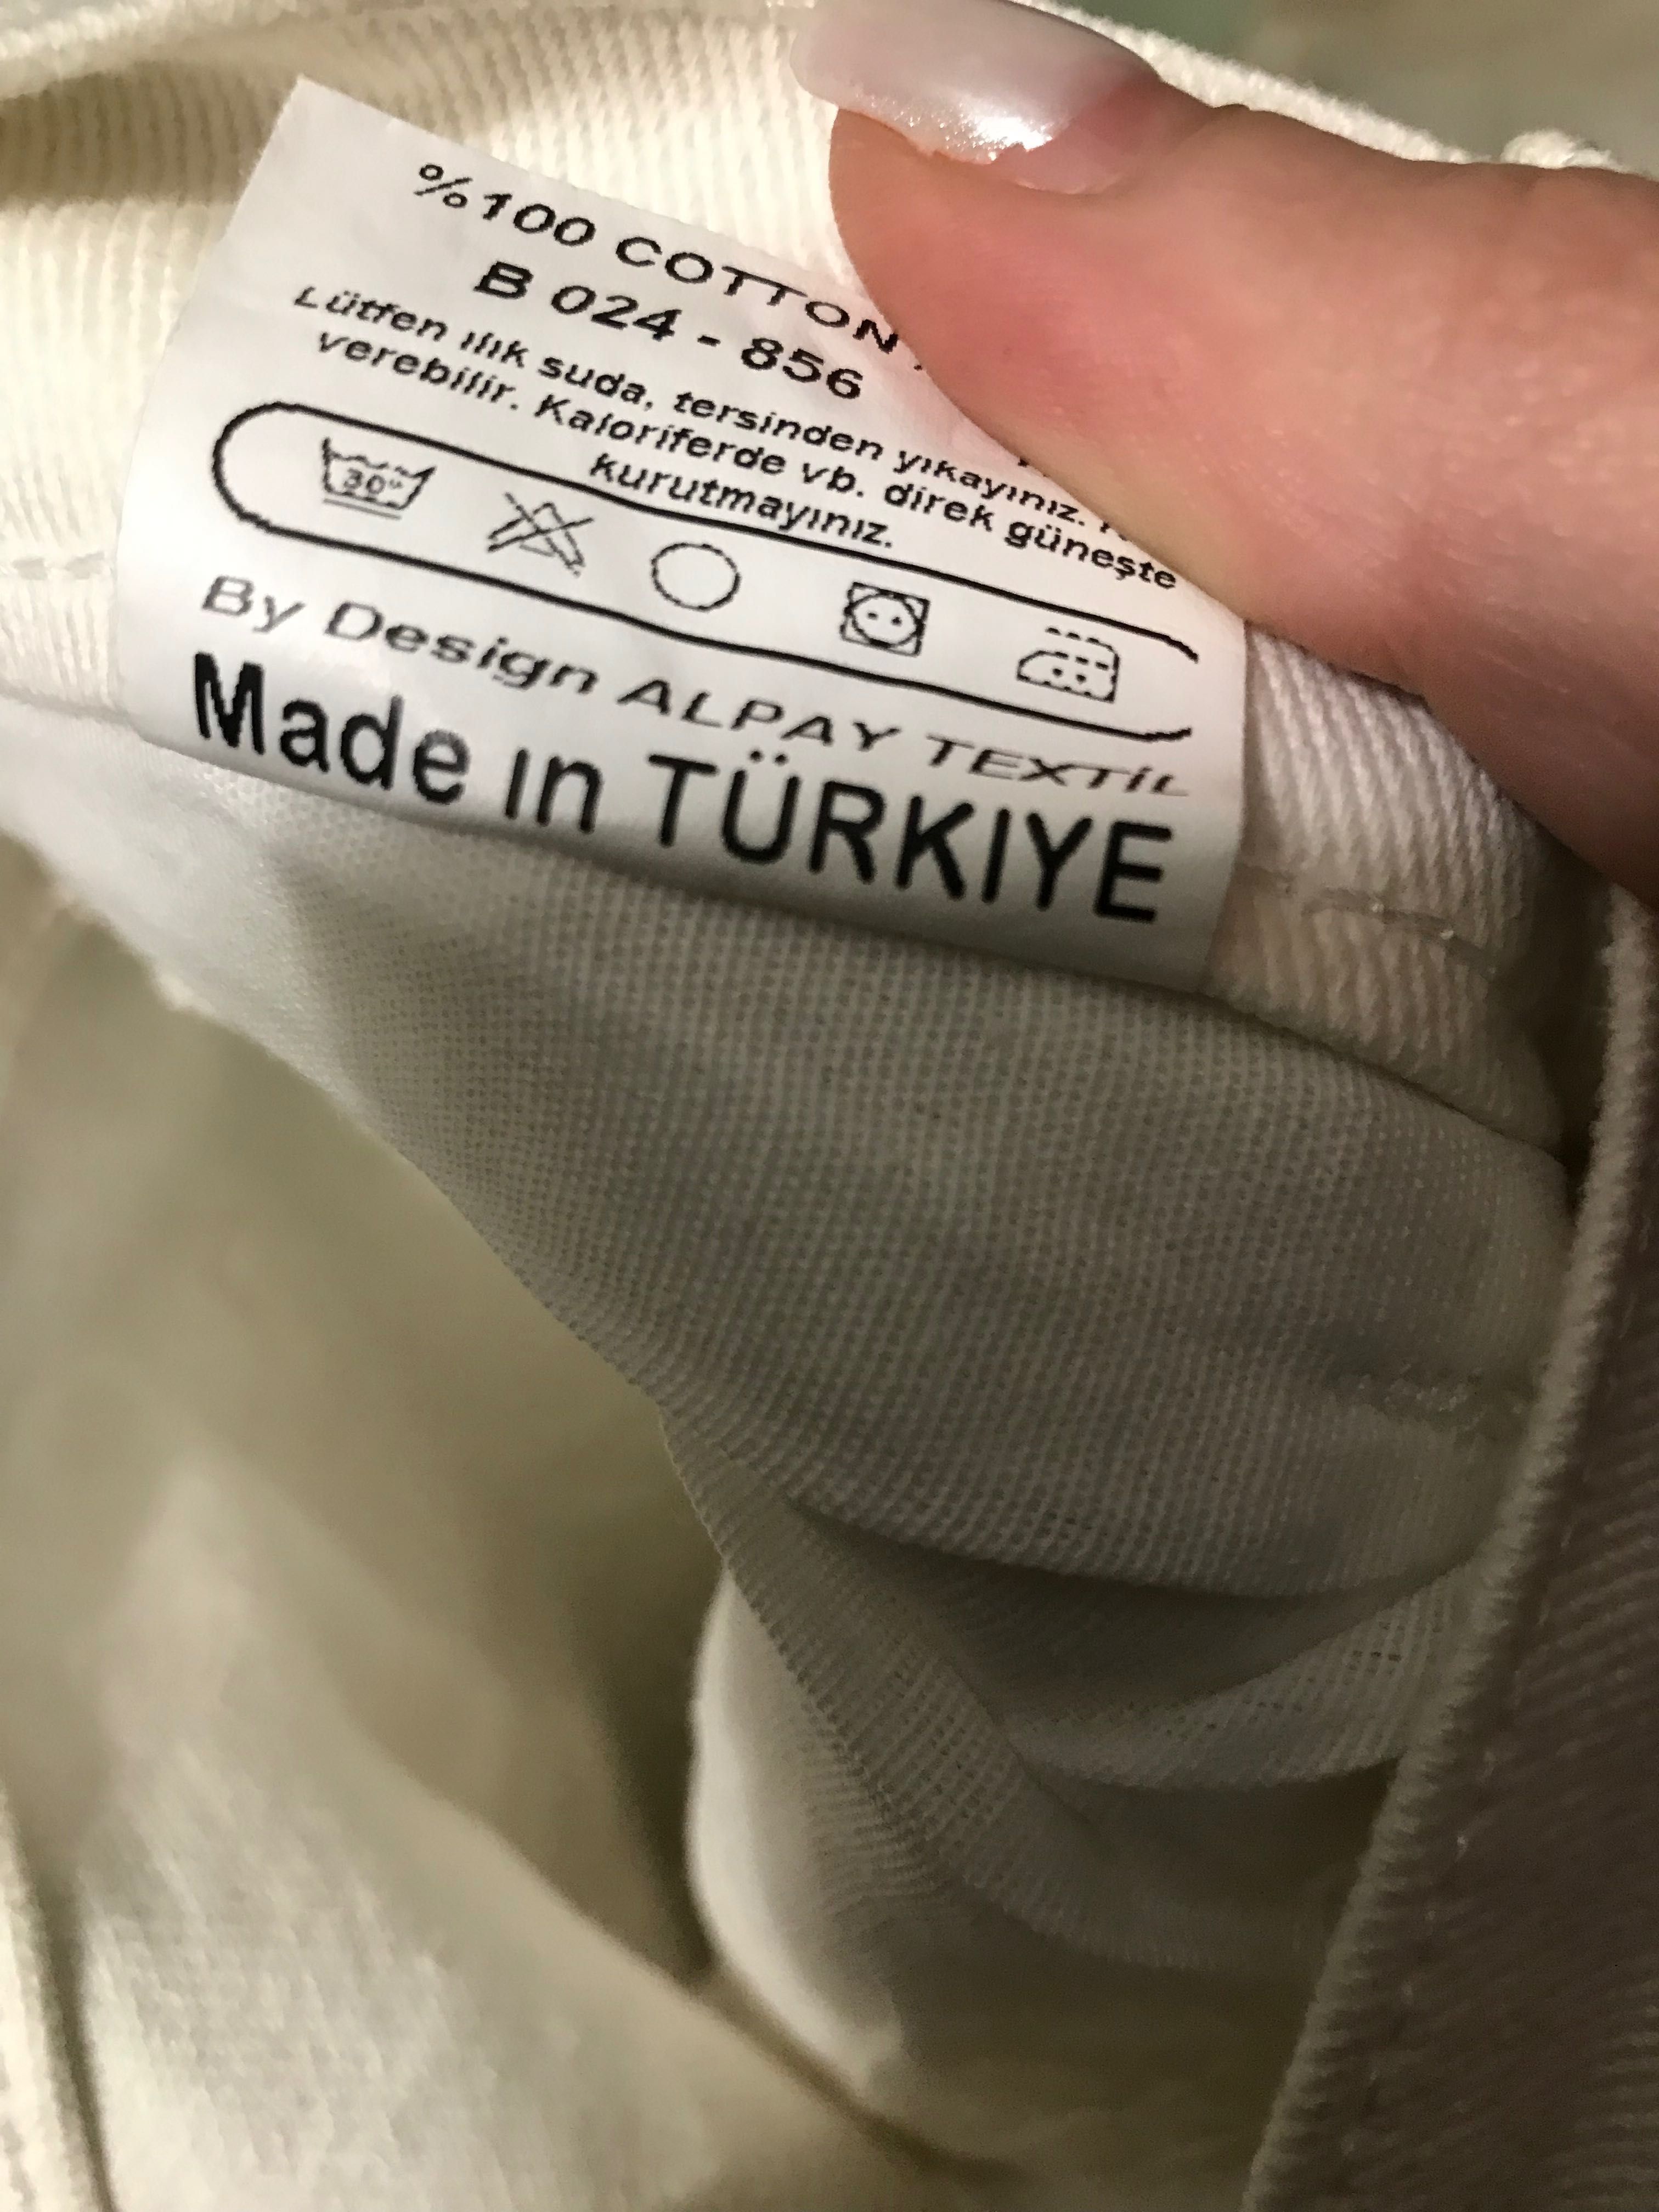 %100 COTTON
B 024 - 856
Lütfen ılık suda, tersinden yıkayınız.
verebilir. Kaloriferde vb. direk güneşte
kurutmayınız.
30°
By Design ALPAY TEXTİL
Made ın TÜRKIYE